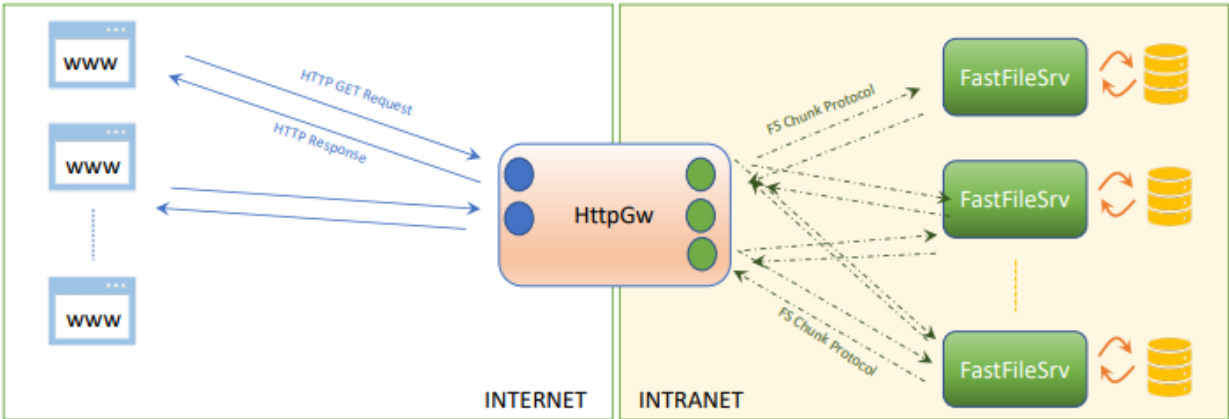 www
HTTP GET Request
HTTP Response
www
www
HttpGw
FS Chunk Protocol
FS Chunk Protocol
FastFileSrv
FastFileSrv
FastFileSrv
INTERNET
INTRANET